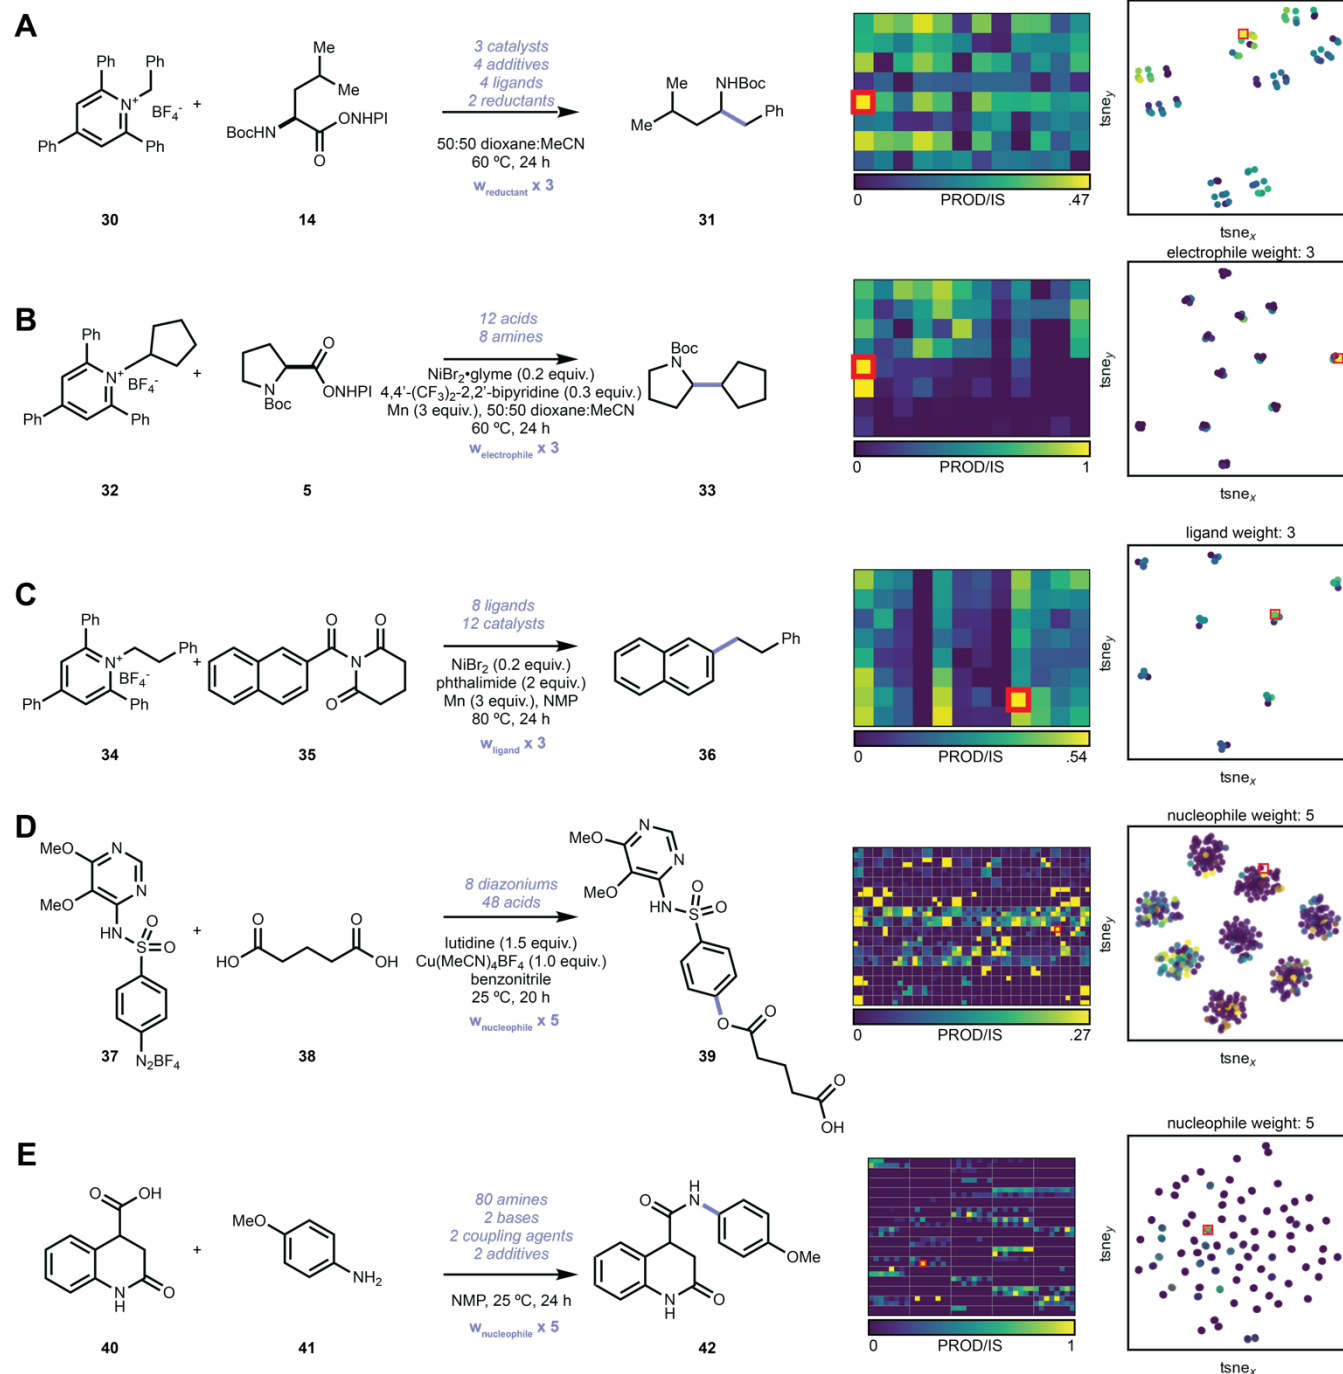 A
Ph
Ph
N+
BF4-
Ph
Ph
30
+
Me
Me
BocHN
ONHPI
O
14
3 catalysts
4 additives
4 ligands
2 reductants
50:50 dioxane:MeCN
60 ºC, 24 h
wreductant x 3
Me
NHBoc
Me
Ph
31
0
PROD/IS
.47
tsney
tsnex
B
Ph
N+
BF4-
Ph
Ph
32
+
O
N
ONHPI
Boc
5
12 acids
8 amines
NiBr2•glyme (0.2 equiv.)
4,4'-(CF3)2-2,2'-bipyridine (0.3 equiv.)
Mn (3 equiv.), 50:50 dioxane:MeCN
60 ºC, 24 h
welectrophile x 3
Boc
N
33
0
PROD/IS
1
electrophile weight: 3
tsney
tsnex
C
Ph
N+
Ph
BF4-
Ph
Ph
34
+
O
O
N
O
35
8 ligands
12 catalysts
NiBr2 (0.2 equiv.)
phthalimide (2 equiv.)
Mn (3 equiv.), NMP
80 ºC, 24 h
wligand x 3
Ph
36
0
PROD/IS
.54
ligand weight: 3
tsney
tsnex
D
N
MeO
N
MeO
HN
O
S
O
N2BF4
37
+
O
O
HO
OH
38
8 diazoniums
48 acids
lutidine (1.5 equiv.)
Cu(MeCN)4BF4 (1.0 equiv.)
benzonitrile
25 ºC, 20 h
wnucleophile x 5
N
MeO
N
MeO
HN
O
S
O
O
O
O
OH
39
0
PROD/IS
.27
nucleophile weight: 5
tsney
tsnex
E
O
OH
N
H
O
40
+
MeO
NH2
41
80 amines
2 bases
2 coupling agents
2 additives
NMP, 25 ºC, 24 h
wnucleophile x 5
H
O
N
OMe
N
H
O
42
0
PROD/IS
1
nucleophile weight: 5
tsney
tsnex